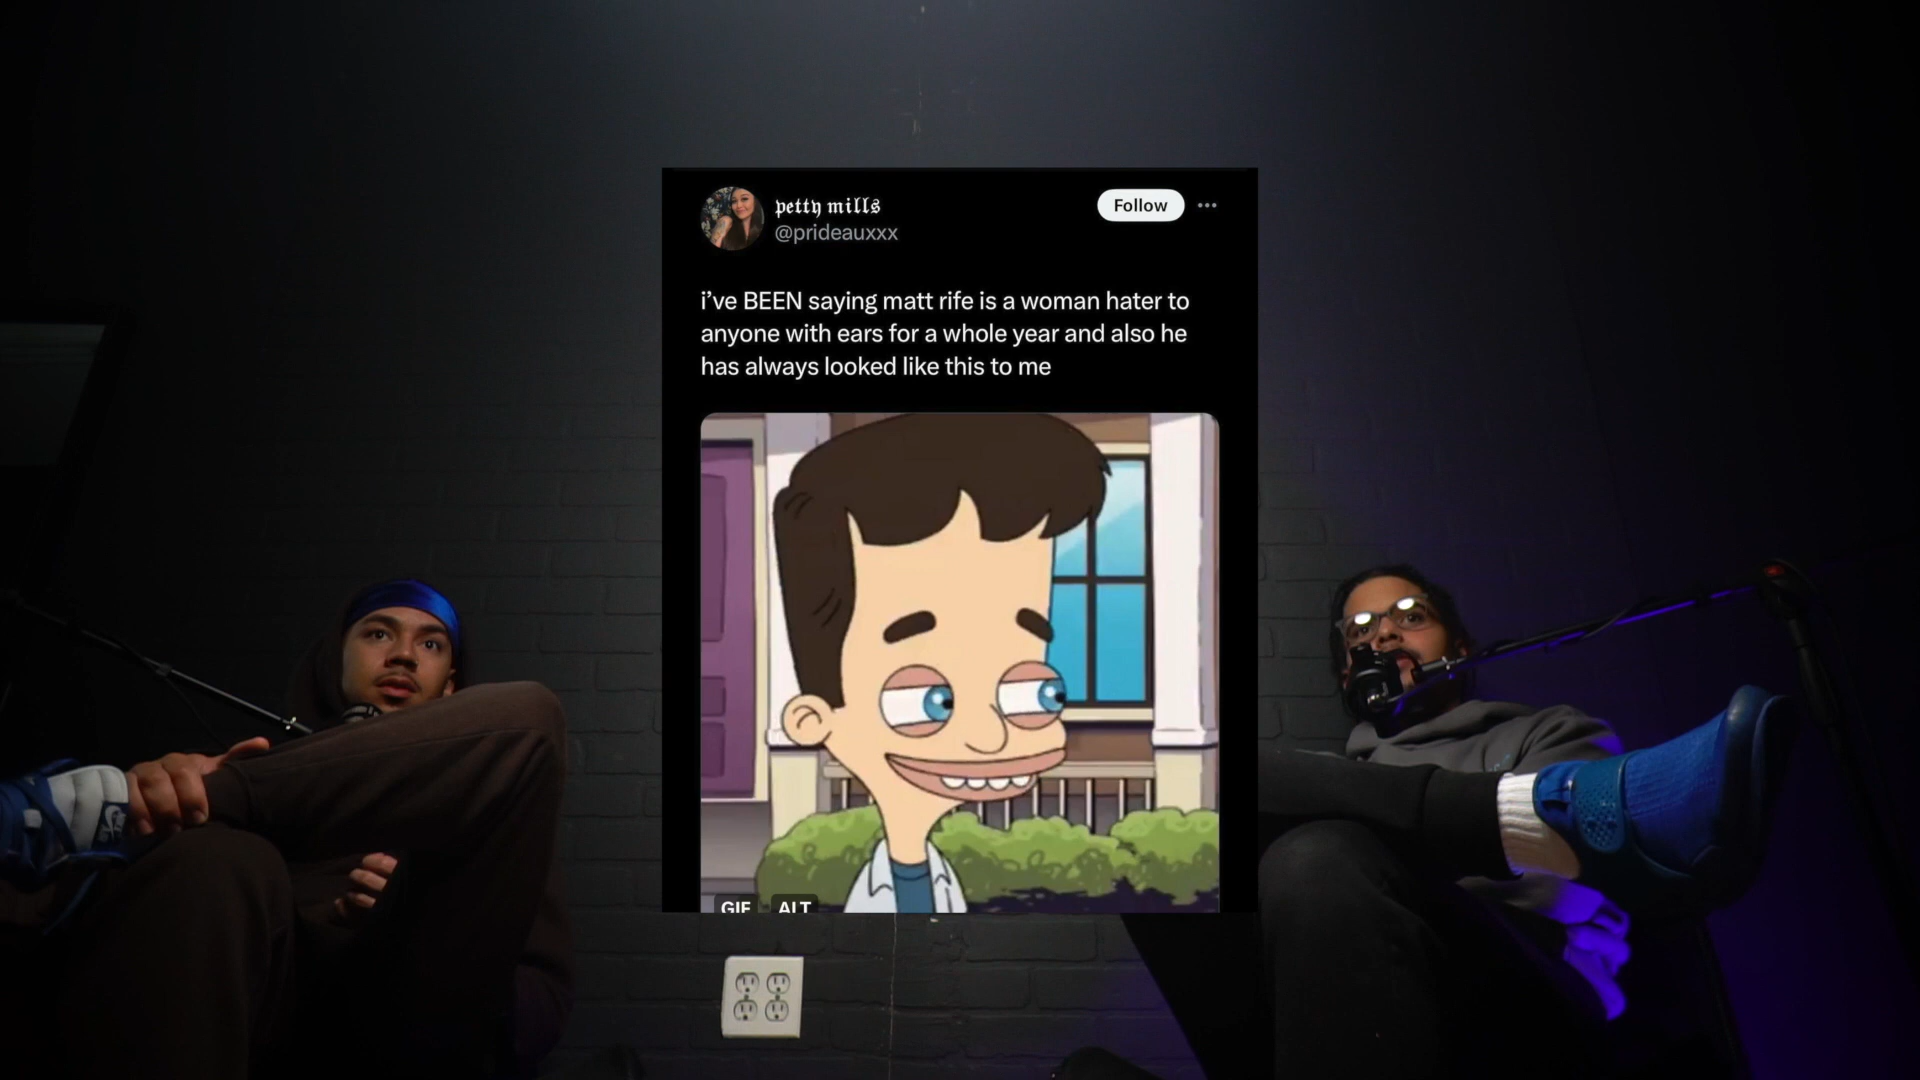 petty mills
@prideauxxx
Follow
i've BEEN saying matt rife is a woman hater to
anyone with ears for a whole year and also he
has always looked like this to me
GIF ALT